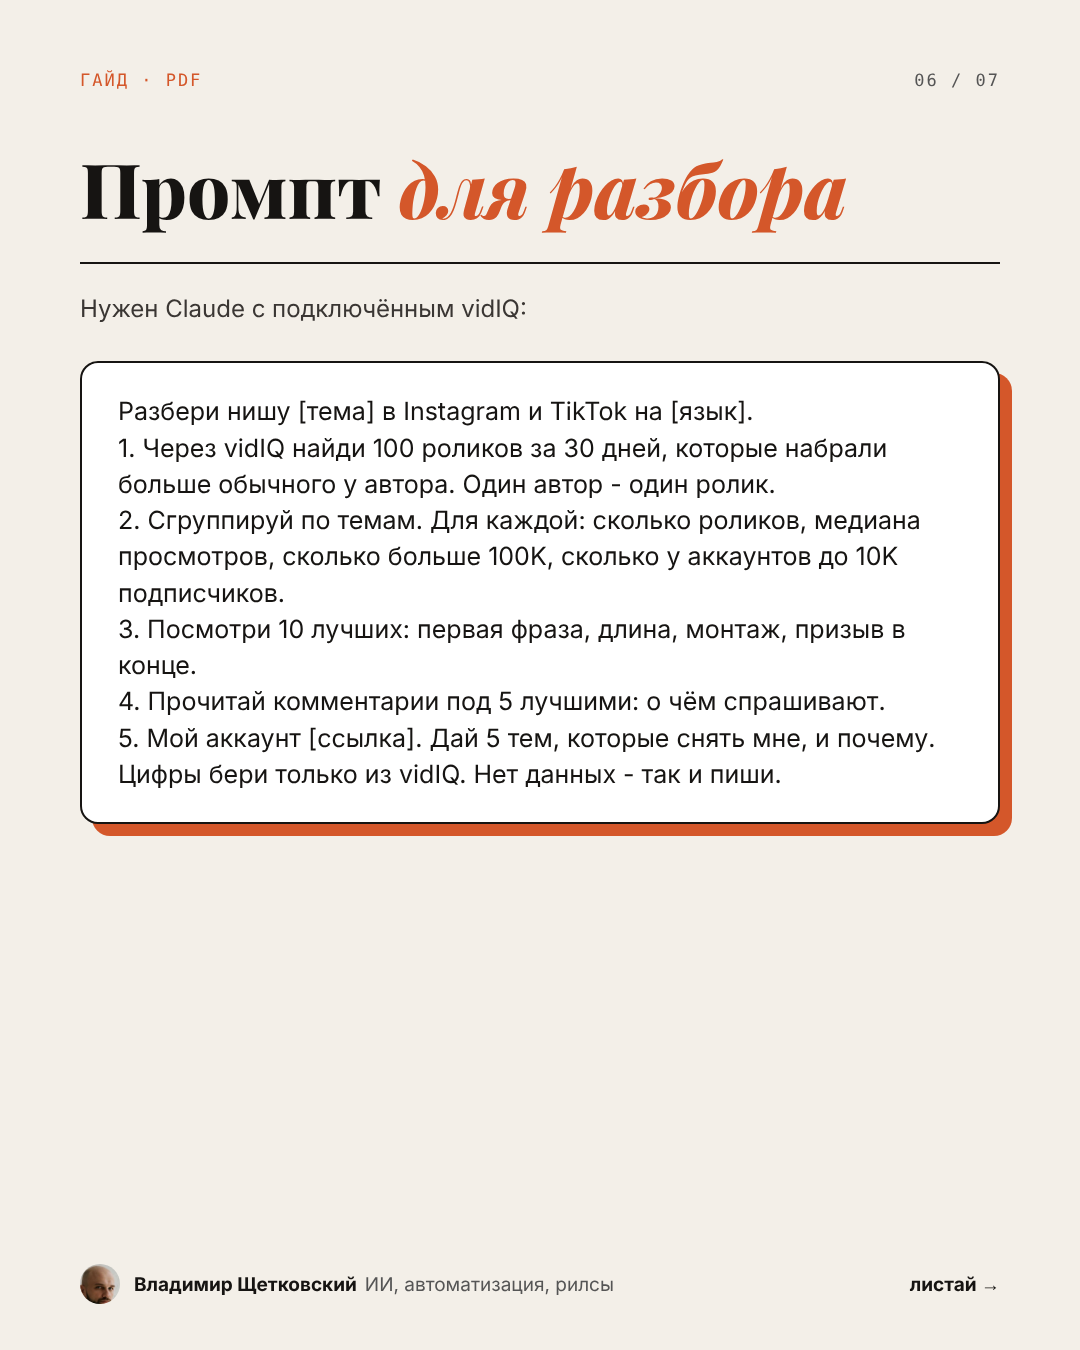 ГАЙД · PDF
06 / 07
Промпт для разбора
Нужен Claude с подключённым vidIQ:
Разбери нишу [тема] в Instagram и TikTok на [язык].
1. Через vidIQ найди 100 роликов за 30 дней, которые набрали
больше обычного у автора. Один автор - один ролик.
2. Сгруппируй по темам. Для каждой: сколько роликов, медиана
просмотров, сколько больше 100K, сколько у аккаунтов до 10K
подписчиков.
3. Посмотри 10 лучших: первая фраза, длина, монтаж, призыв в
конце.
4. Прочитай комментарии под 5 лучшими: о чём спрашивают.
5. Мой аккаунт [ссылка]. Дай 5 тем, которые снять мне, и почему.
Цифры бери только из vidIQ. Нет данных - так и пиши.
Владимир Щетковский ИИ, автоматизация, рилсы
листай →